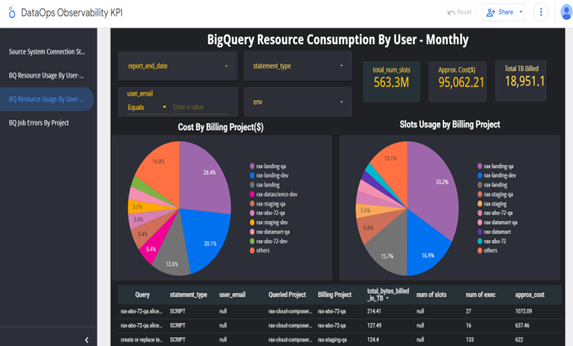 DataOps Observability KPI
Reset
Share
Source System Connection St...
BQ Resource Usage By User -...
BQ Resource Usage By User -...
BQ Job Errors By Project
BigQuery Resource Consumption By User - Monthly
report_end_date
statement_type
user_email
Equals
Enter a value
env
total_num_slots
563.3M
Approx. Cost($)
95,062.21
Total TB Billed
18,951.1
Cost By Billing Project($)
26.4%
20.1%
12.6%
6.4%
5.4%
3.8%
3.5%
16.8%
rax-landing-qa
rax-landing-dev
rax-landing
rax-datascience-dev
rax-staging-qa
rax-abo-72-qa
rax-staging-dev
rax-datamart-qa
rax-abo-72-dev
others
Slots Usage by Billing Project
33.2%
16.9%
15.7%
6.8%
3.6%
13.1%
rax-landing-qa
rax-landing-dev
rax-landing
rax-staging-qa
rax-staging
rax-abo-72-qa
rax-datamart-qa
rax-datamart
rax-abo-72
others
Query statement_type user_email Queried Project Billing Project total_bytes_billed_in_TB num of slots num of exec approx_cost
rax-abo-72-qa.slice... SCRIPT null rax-cloud-composer... rax-abo-72-qa 214.41 null 27 1072.09
rax-abo-72-qa.slice... SCRIPT null rax-cloud-composer... rax-abo-72-qa 127.49 null 16 637.46
create or replace te... SCRIPT null rax-cloud-composer... rax-staging-qa 124.4 null 133 622